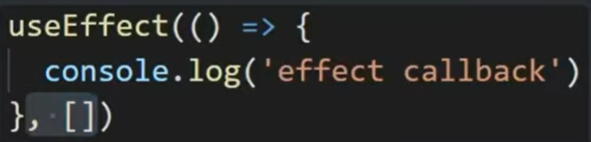 useEffect(() => {
console.log('effect callback')
}, [])